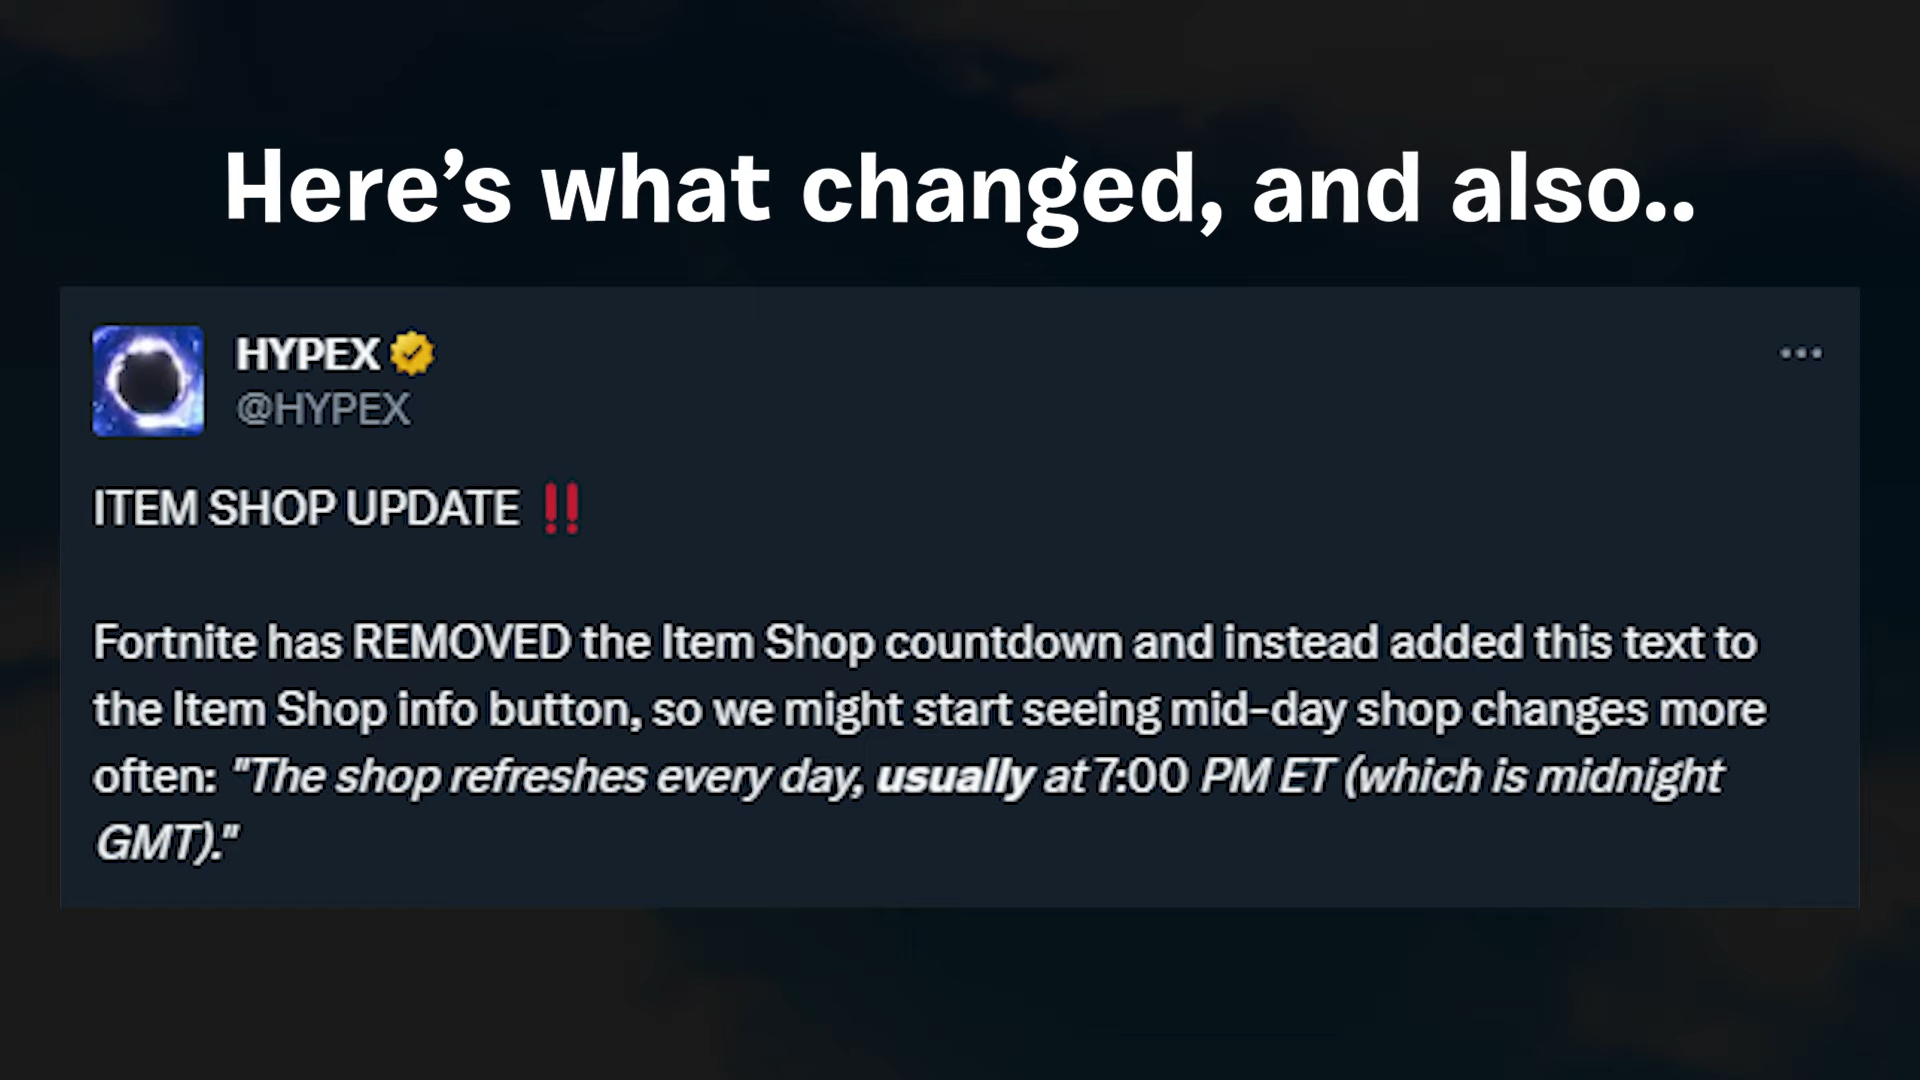 Here’s what changed, and also..
HYPEX
@HYPEX
ITEM SHOP UPDATE ‼️
Fortnite has REMOVED the Item Shop countdown and instead added this text to
the Item Shop info button, so we might start seeing mid-day shop changes more
often: "The shop refreshes every day, usually at 7:00 PM ET (which is midnight
GMT)."